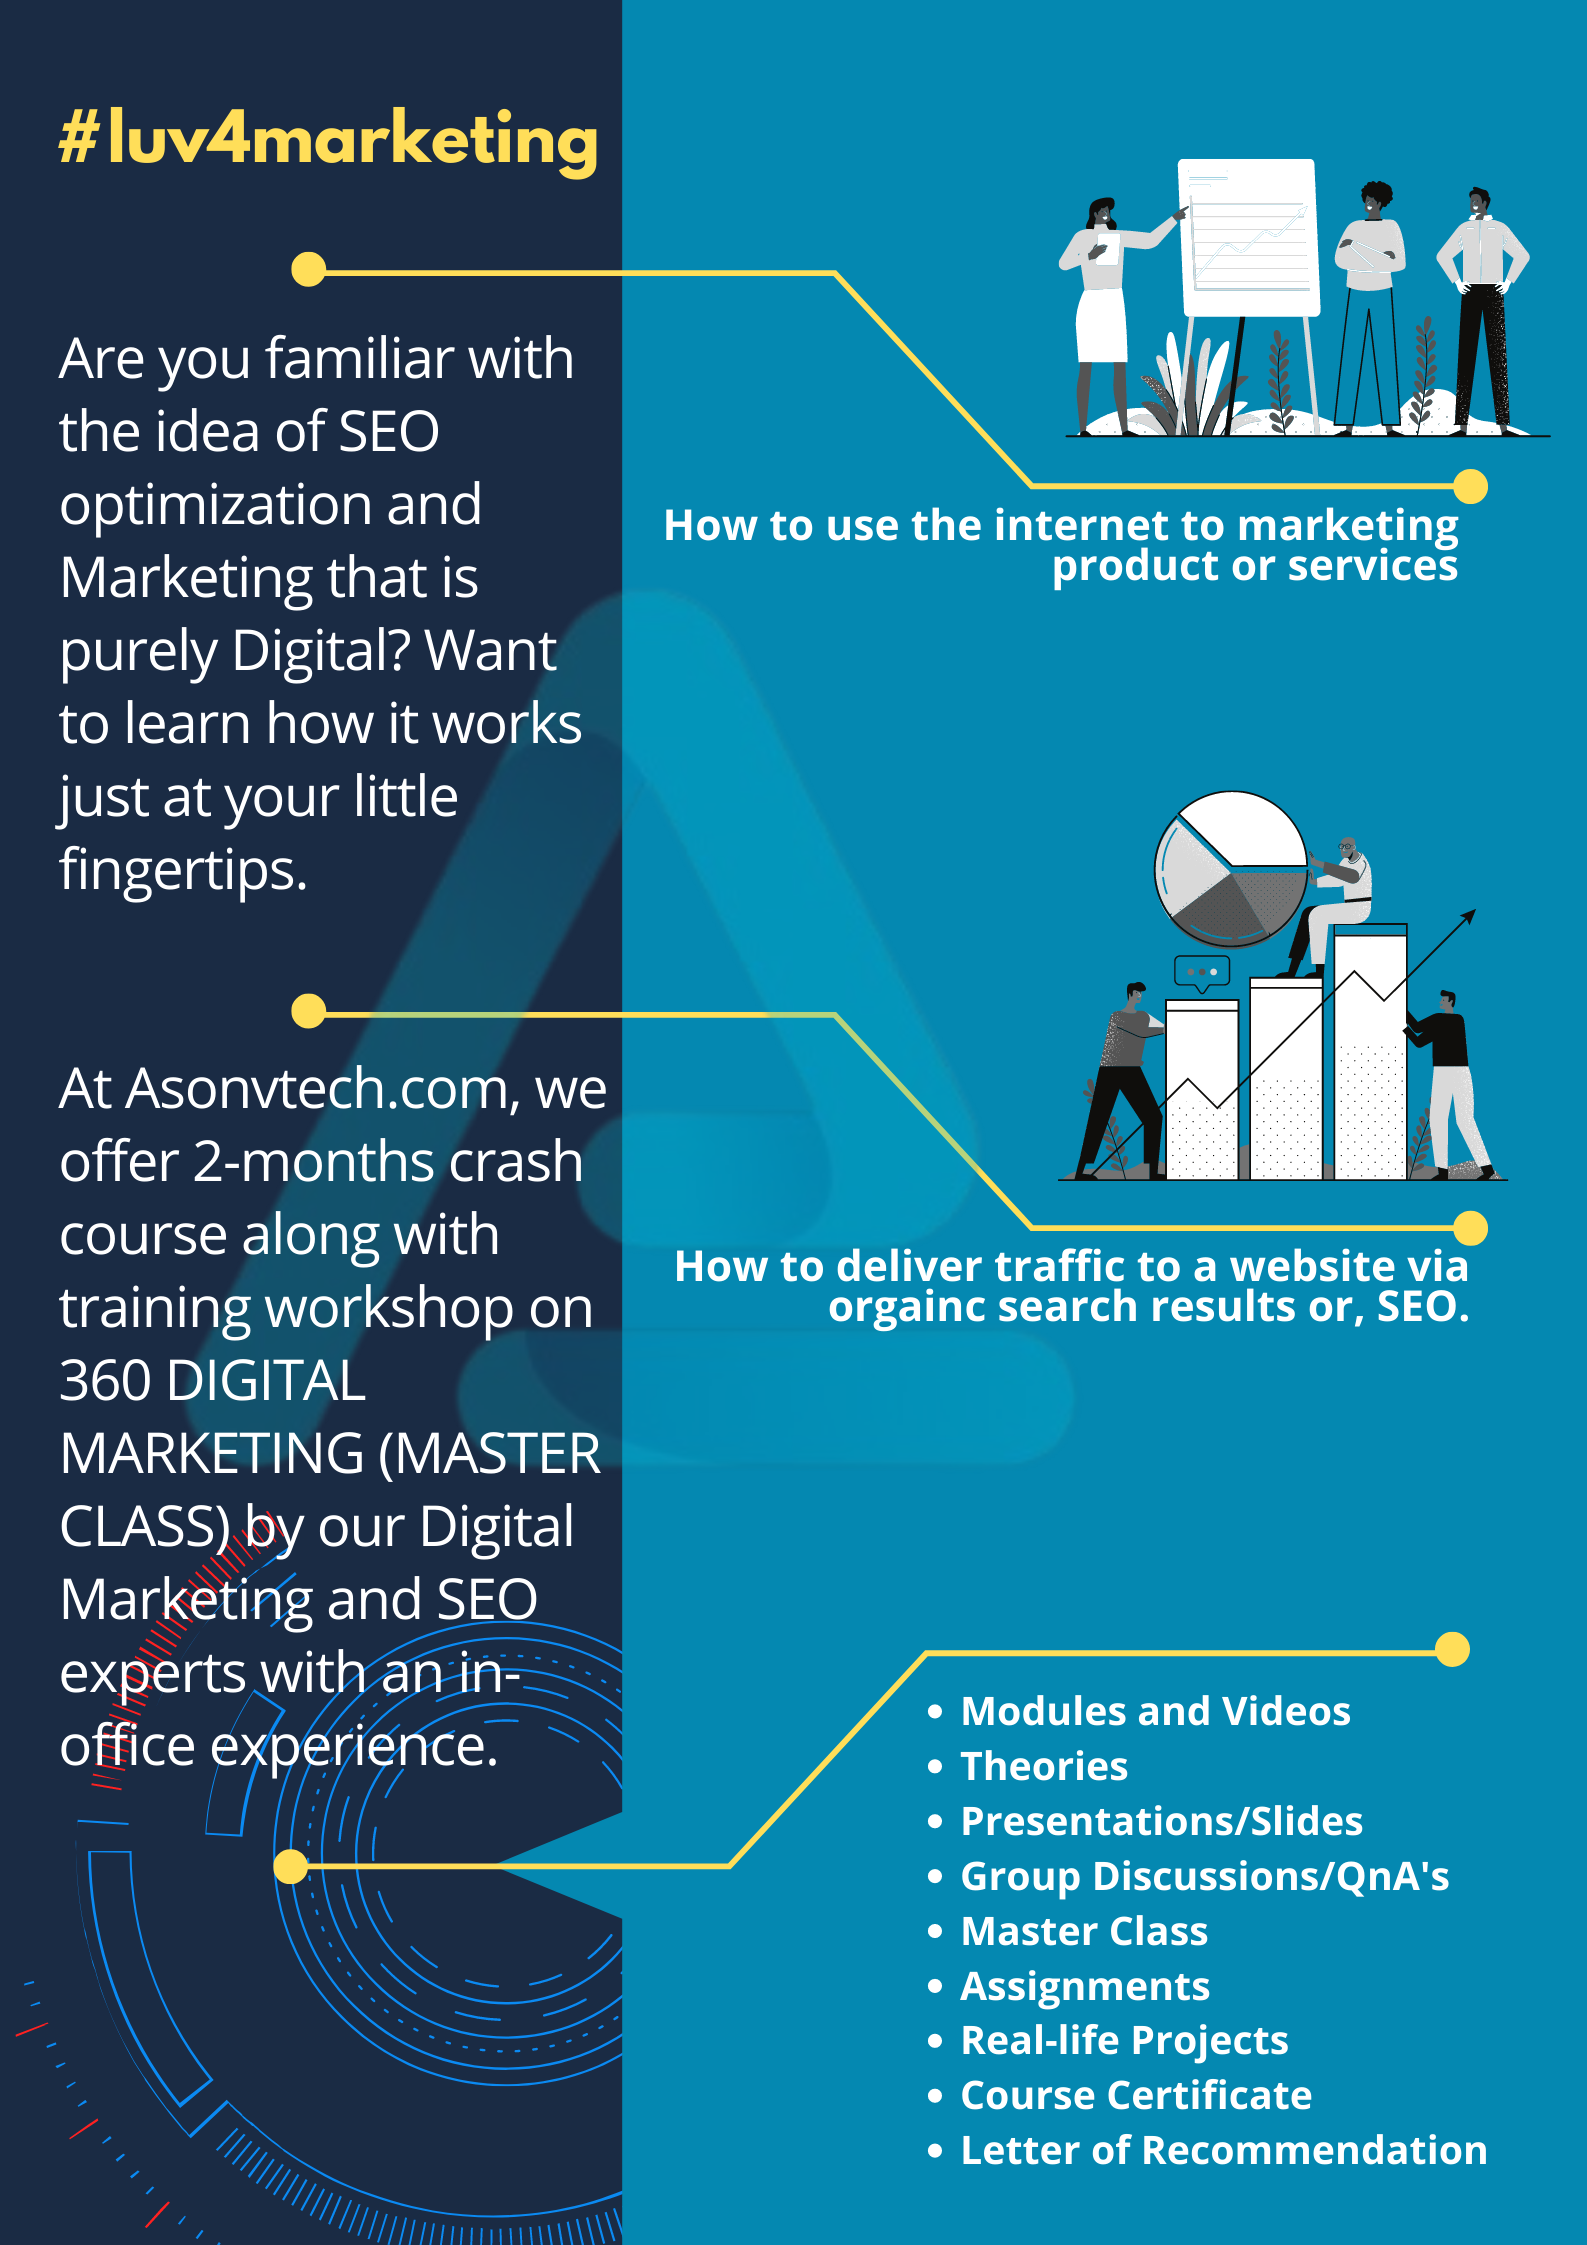 #luv4marketing
Are you familiar with
the idea of SEO
optimization and
Marketing that is
purely Digital? Want
to learn how it works
just at your little
fingertips.
At Asonvtech.com, we
offer 2-months crash
course along with
training workshop on
360 DIGITAL
MARKETING (MASTER
CLASS) by our Digital
Marketing and SEO
experts with an in-
office experience.
How to use the internet to marketing
product or services
How to deliver traffic to a website via
orgainc search results or, SEO.
• Modules and Videos
• Theories
• Presentations/Slides
• Group Discussions/QnA's
• Master Class
• Assignments
• Real-life Projects
• Course Certificate
• Letter of Recommendation